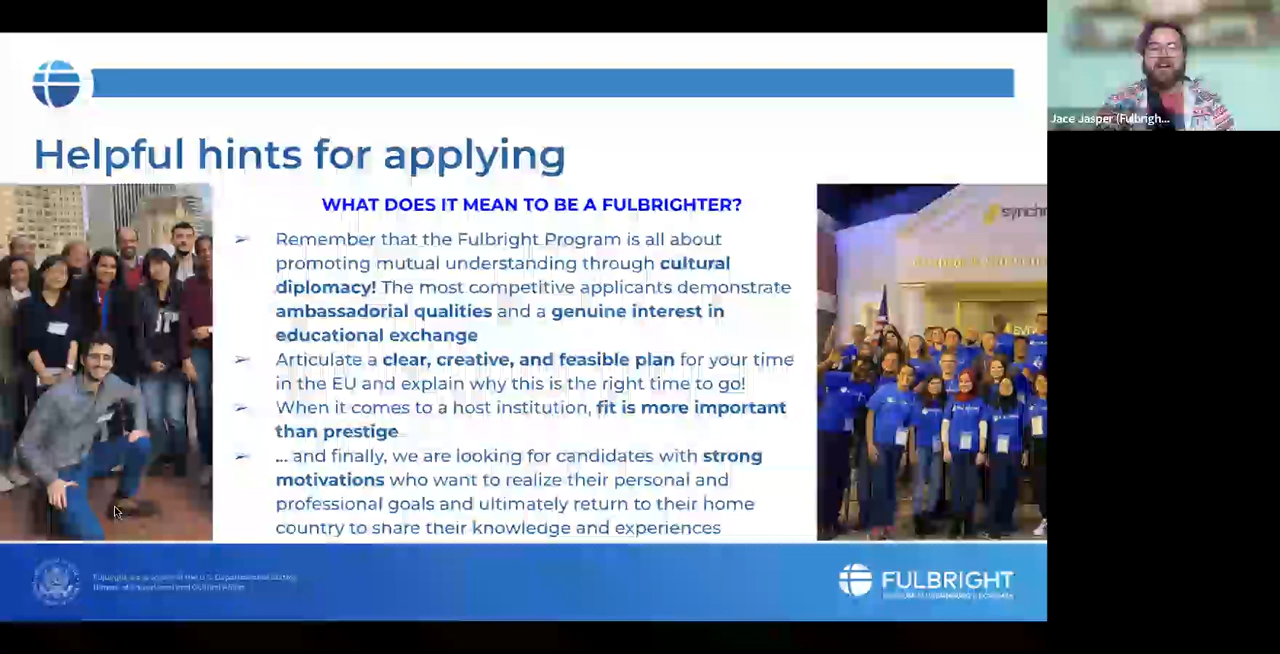 Jace Jasper (Fulbrigh...
Helpful hints for applying
WHAT DOES IT MEAN TO BE A FULBRIGHTER?
➢ Remember that the Fulbright Program is all about
promoting mutual understanding through cultural
diplomacy! The most competitive applicants demonstrate
ambassadorial qualities and a genuine interest in
educational exchange
➢ Articulate a clear, creative, and feasible plan for your time
in the EU and explain why this is the right time to go!
➢ When it comes to a host institution, fit is more important
than prestige
➢ ... and finally, we are looking for candidates with strong
motivations who want to realize their personal and
professional goals and ultimately return to their home
country to share their knowledge and experiences
synchr
FULBRIGHT